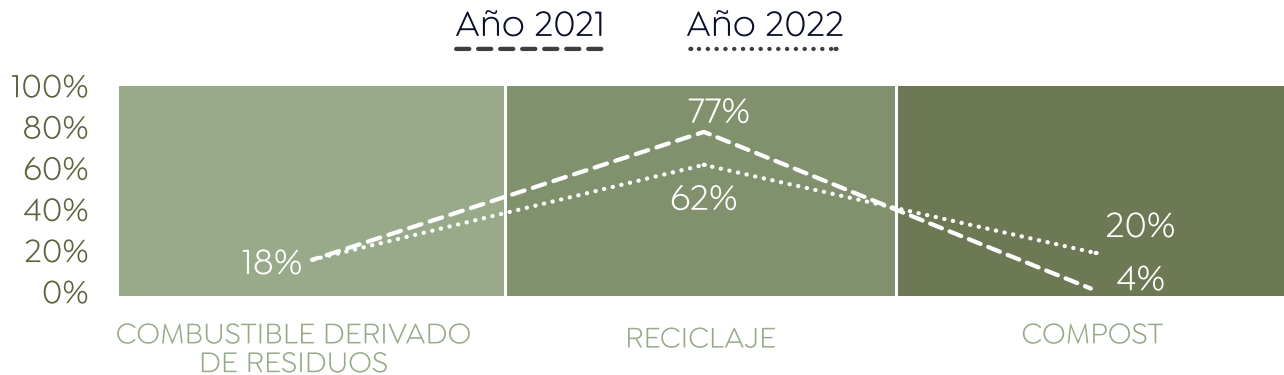 Año 2021
Año 2022
100%
80%
60%
40%
20%
0%
18%
77%
62%
20%
4%
COMBUSTIBLE DERIVADO
DE RESIDUOS
RECICLAJE
COMPOST